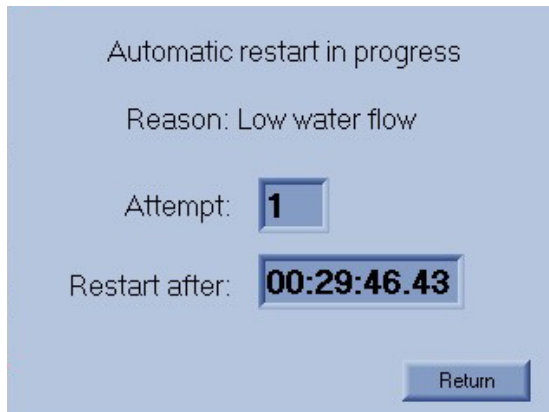 Automatic restart in progress
Reason: Low water flow
Attempt: 1
Restart after: 00:29:46.43
Return